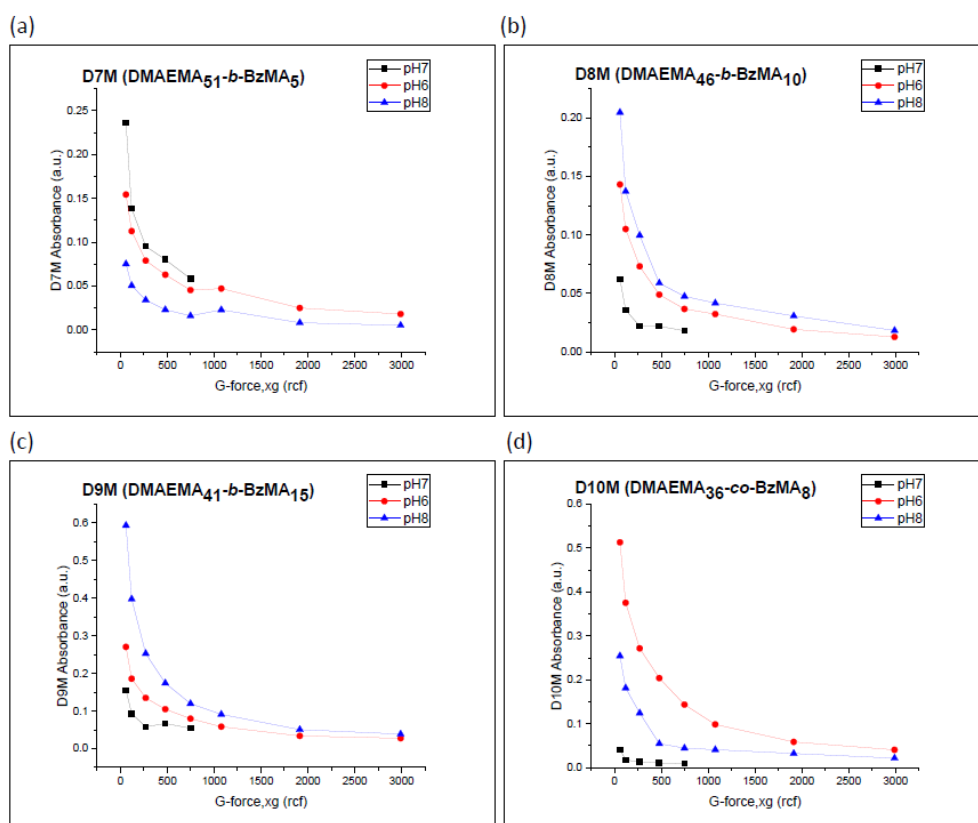 (a)
D7M (DMAEMA51-b-BzMA5)
pH7
pH6
pH8
D7M Absorbance (a.u.)
0.25
0.20
0.15
0.10
0.05
0.00
0 500 1000 1500 2000 2500 3000
G-force,xg (rcf)
(b)
D8M (DMAEMA46-b-BzMA10)
pH7
pH6
pH8
D8M Absorbance (a.u.)
0.20
0.15
0.10
0.05
0.00
0 500 1000 1500 2000 2500 3000
G-force,xg (rcf)
(c)
D9M (DMAEMA41-b-BzMA15)
pH7
pH6
pH8
D9M Absorbance (a.u.)
0.6
0.5
0.4
0.3
0.2
0.1
0.0
0 500 1000 1500 2000 2500 3000
G-force,xg (rcf)
(d)
D10M (DMAEMA36-co-BzMA8)
pH7
pH6
pH8
D10M Absorbance (a.u.)
0.6
0.5
0.4
0.3
0.2
0.1
0.0
0 500 1000 1500 2000 2500 3000
G-force,xg (rcf)